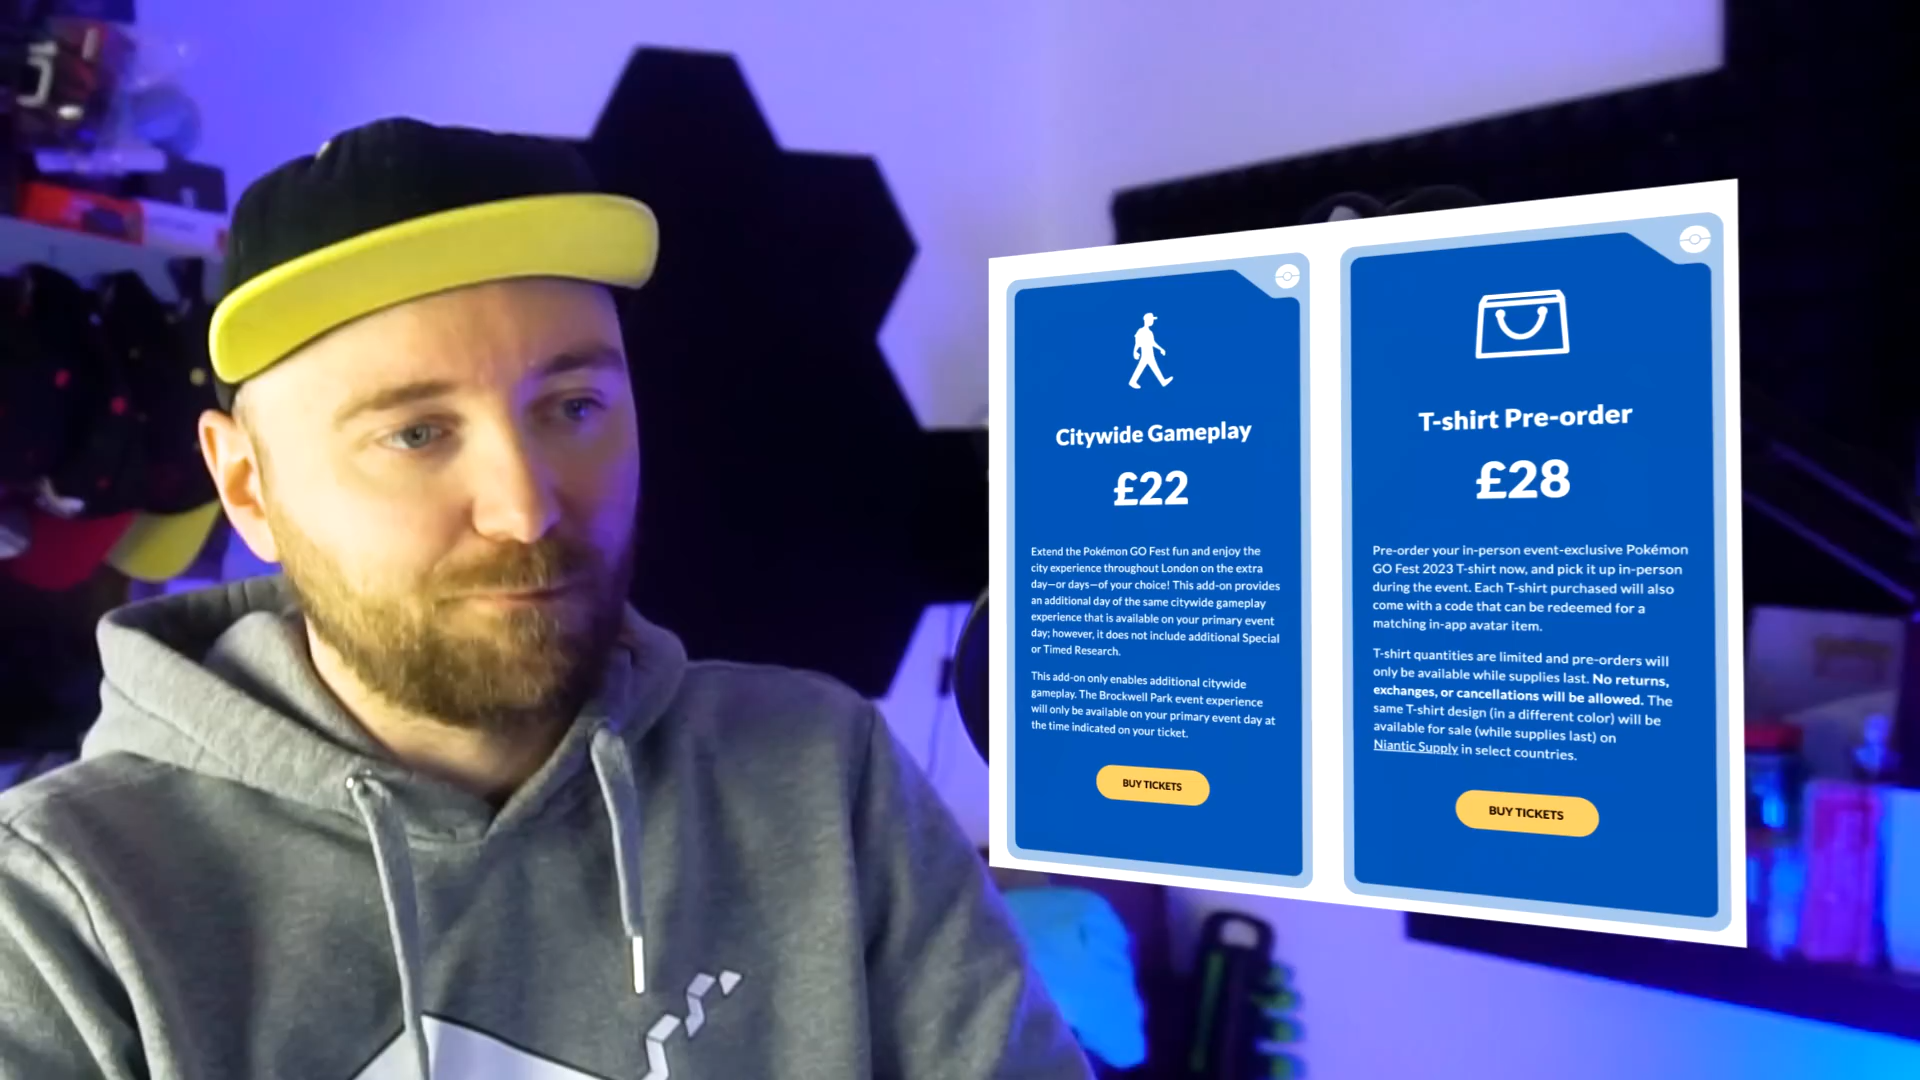 Citywide Gameplay
£22
Extend the Pokémon GO Fest fun and enjoy the
city experience throughout London on the extra
day—or days—of your choice! This add-on provides
an additional day of the same citywide gameplay
experience that is available on your primary event
day; however, it does not include additional Special
or Timed Research.
This add-on only enables additional citywide
gameplay. The Brockwell Park event experience
will only be available on your primary event day at
the time indicated on your ticket.
BUY TICKETS
T-shirt Pre-order
£28
Pre-order your in-person event-exclusive Pokémon
GO Fest 2023 T-shirt now, and pick it up in-person
during the event. Each T-shirt purchased will also
come with a code that can be redeemed for a
matching in-app avatar item.
T-shirt quantities are limited and pre-orders will
only be available while supplies last. No returns,
exchanges, or cancellations will be allowed. The
same T-shirt design (in a different color) will be
available for sale (while supplies last) on
Niantic Supply in select countries.
BUY TICKETS